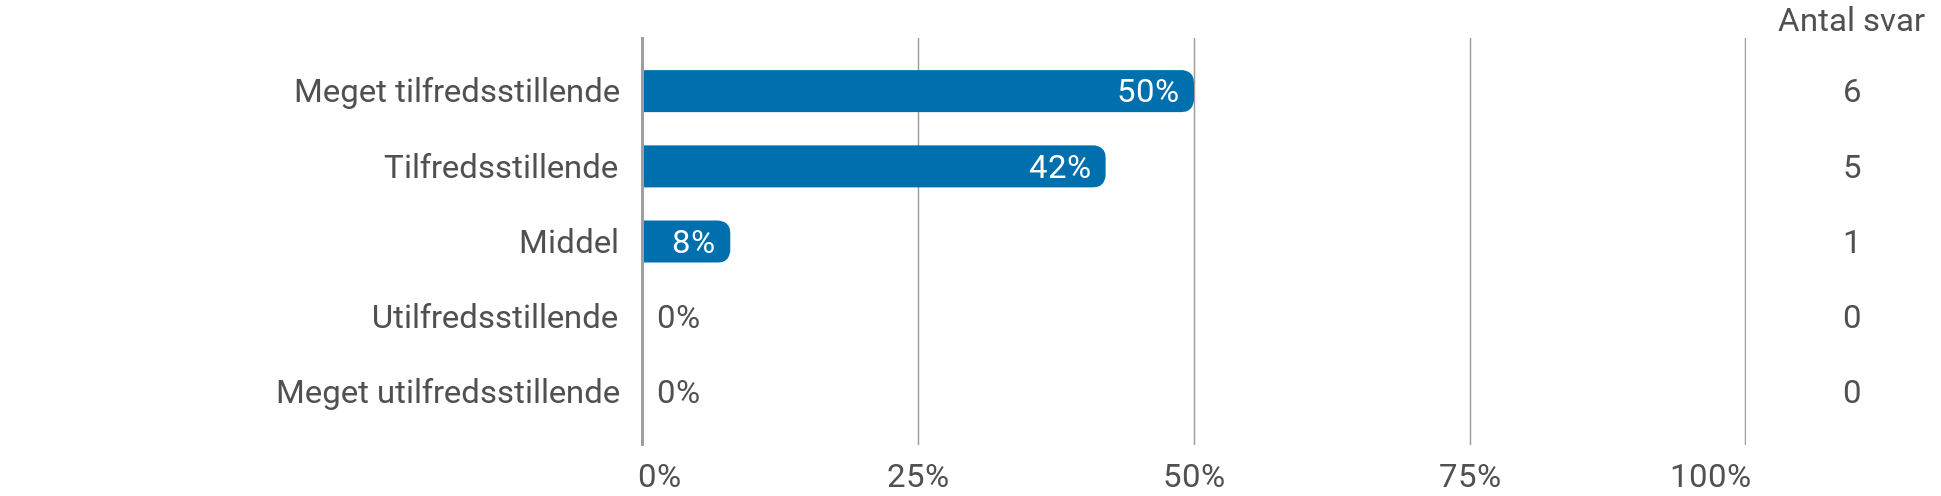 Antal svar
Meget tilfredsstillende 50% 6
Tilfredsstillende 42% 5
Middel 8% 1
Utilfredsstillende 0% 0
Meget utilfredsstillende 0% 0
0% 25% 50% 75% 100%